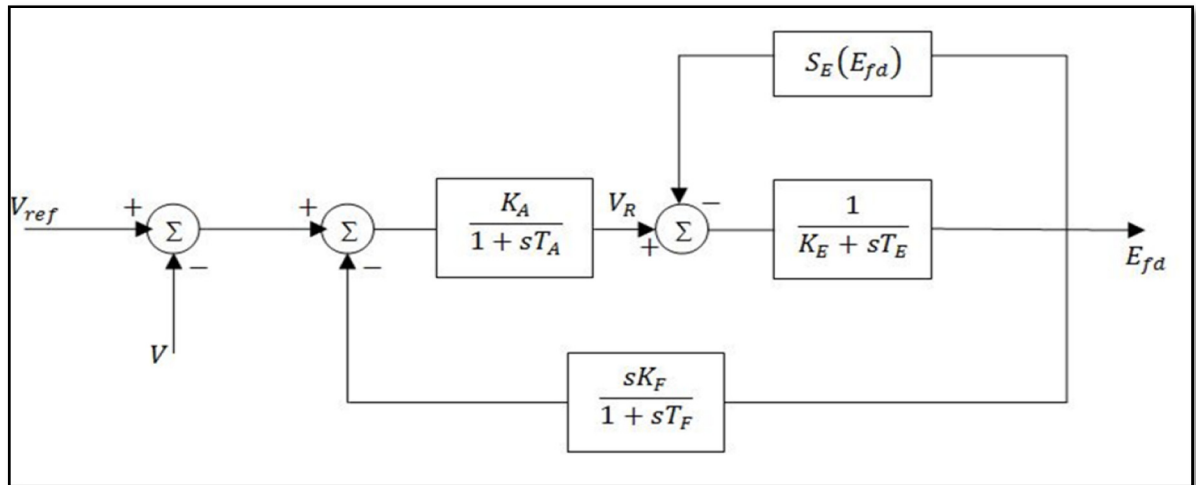 S_E(E_fd)
V_ref
+
Σ
−
V
+
Σ
−
K_A
1 + sT_A
V_R
+
Σ
−
1
K_E + sT_E
E_fd
sK_F
1 + sT_F